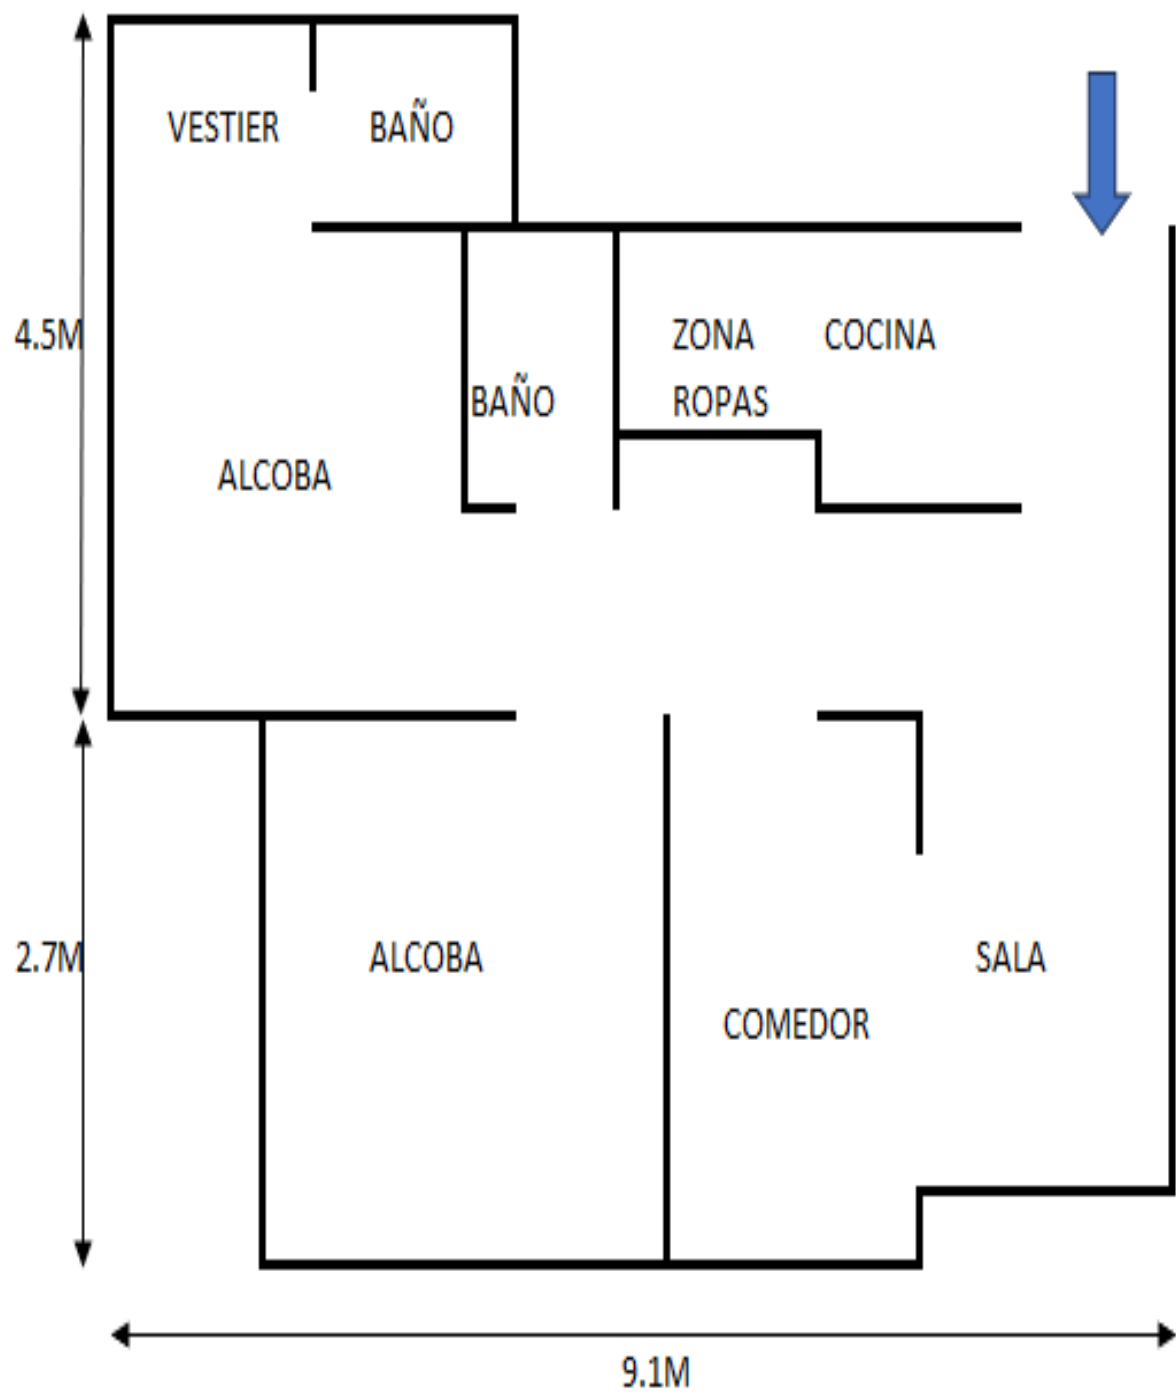 VESTIER
BAÑO
4.5M
ZONA
ROPAS
COCINA
BAÑO
ALCOBA
2.7M
ALCOBA
SALA
COMEDOR
9.1M